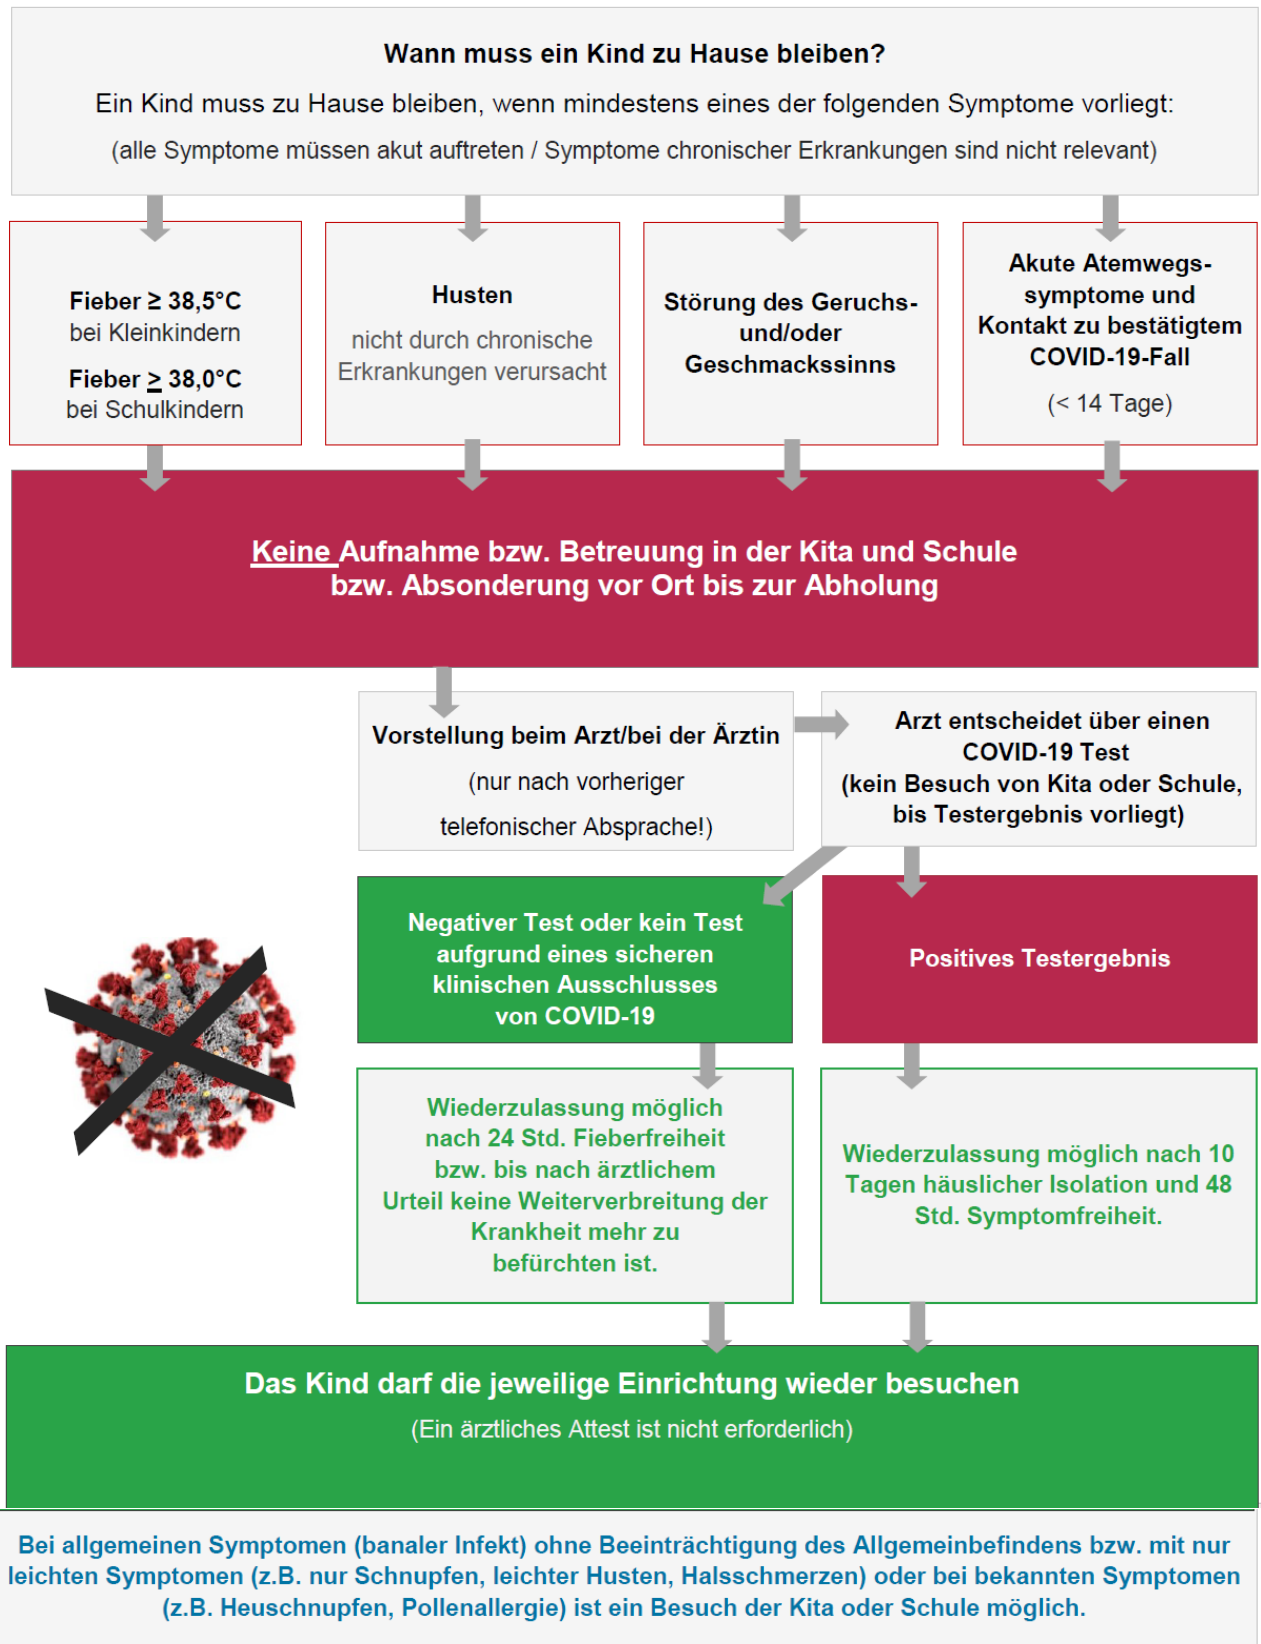 Wann muss ein Kind zu Hause bleiben?
Ein Kind muss zu Hause bleiben, wenn mindestens eines der folgenden Symptome vorliegt:
(alle Symptome müssen akut auftreten / Symptome chronischer Erkrankungen sind nicht relevant)
Fieber ≥ 38,5°C
bei Kleinkindern
Fieber ≥ 38,0°C
bei Schulkindern
Husten
nicht durch chronische
Erkrankungen verursacht
Störung des Geruchs-
und/oder
Geschmackssinns
Akute Atemwegs-
symptome und
Kontakt zu bestätigtem
COVID-19-Fall
(< 14 Tage)
Keine Aufnahme bzw. Betreuung in der Kita und Schule
bzw. Absonderung vor Ort bis zur Abholung
Vorstellung beim Arzt/bei der Ärztin
(nur nach vorheriger
telefonischer Absprache!)
Arzt entscheidet über einen
COVID-19 Test
(kein Besuch von Kita oder Schule,
bis Testergebnis vorliegt)
Negativer Test oder kein Test
aufgrund eines sicheren
klinischen Ausschlusses
von COVID-19
Positives Testergebnis
Wiederzulassung möglich
nach 24 Std. Fieberfreiheit
bzw. bis nach ärztlichem
Urteil keine Weiterverbreitung der
Krankheit mehr zu
befürchten ist.
Wiederzulassung möglich nach 10
Tagen häuslicher Isolation und 48
Std. Symptomfreiheit.
Das Kind darf die jeweilige Einrichtung wieder besuchen
(Ein ärztliches Attest ist nicht erforderlich)
Bei allgemeinen Symptomen (banaler Infekt) ohne Beeinträchtigung des Allgemeinbefindens bzw. mit nur
leichten Symptomen (z.B. nur Schnupfen, leichter Husten, Halsschmerzen) oder bei bekannten Symptomen
(z.B. Heuschnupfen, Pollenallergie) ist ein Besuch der Kita oder Schule möglich.